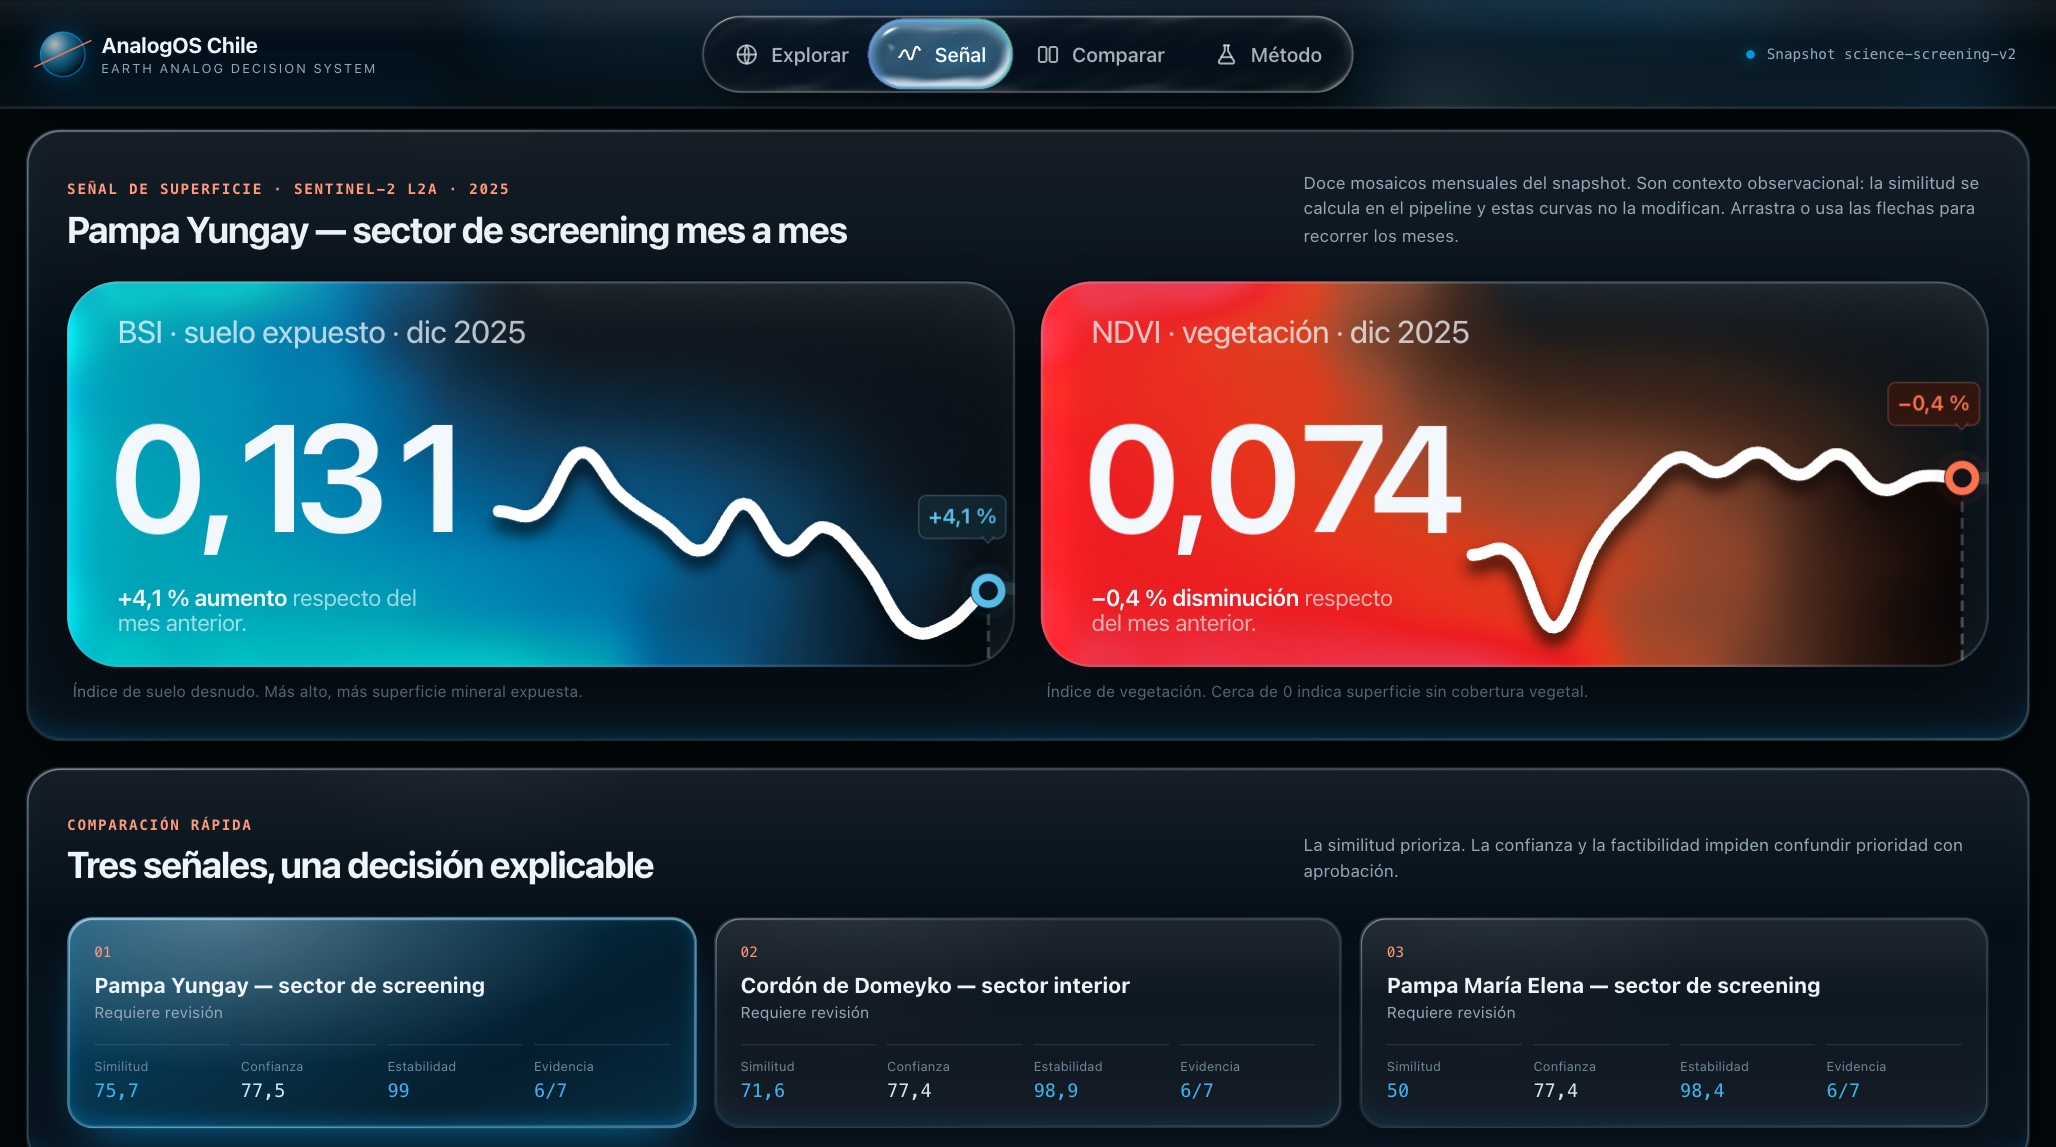 AnalogOS Chile
EARTH ANALOG DECISION SYSTEM
Explorar
Señal
Comparar
Método
Snapshot science-screening-v2
SEÑAL DE SUPERFICIE · SENTINEL-2 L2A · 2025
Pampa Yungay — sector de screening mes a mes
Doce mosaicos mensuales del snapshot. Son contexto observacional: la similitud se
calcula en el pipeline y estas curvas no la modifican. Arrastra o usa las flechas para
recorrer los meses.
BSI · suelo expuesto · dic 2025
0,131
+4,1 %
+4,1 % aumento respecto del
mes anterior.
Índice de suelo desnudo. Más alto, más superficie mineral expuesta.
NDVI · vegetación · dic 2025
0,074
−0,4 %
−0,4 % disminución respecto
del mes anterior.
Índice de vegetación. Cerca de 0 indica superficie sin cobertura vegetal.
COMPARACIÓN RÁPIDA
Tres señales, una decisión explicable
La similitud prioriza. La confianza y la factibilidad impiden confundir prioridad con
aprobación.
01
Pampa Yungay — sector de screening
Requiere revisión
Similitud Confianza Estabilidad Evidencia
75,7 77,5 99 6/7
02
Cordón de Domeyko — sector interior
Requiere revisión
Similitud Confianza Estabilidad Evidencia
71,6 77,4 98,9 6/7
03
Pampa María Elena — sector de screening
Requiere revisión
Similitud Confianza Estabilidad Evidencia
50 77,4 98,4 6/7